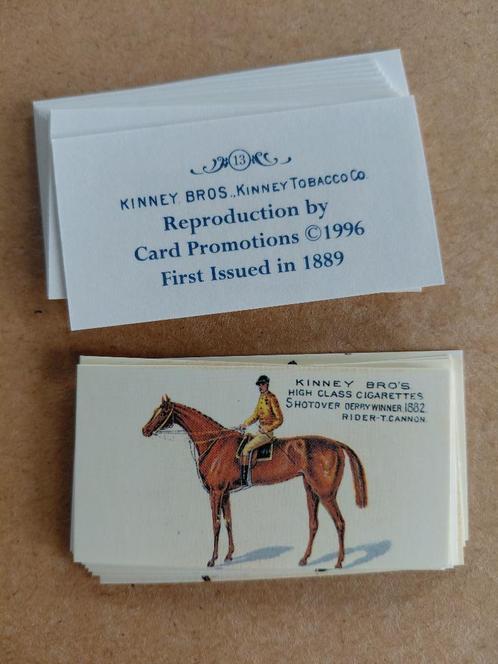 13
KINNEY BROS., KINNEY TOBACCO CO.
Reproduction by
Card Promotions ©1996
First Issued in 1889
KINNEY BRO'S
HIGH CLASS CIGARETTES
SHOTOVER DERBY WINNER 1882.
RIDER-T.CANNON.